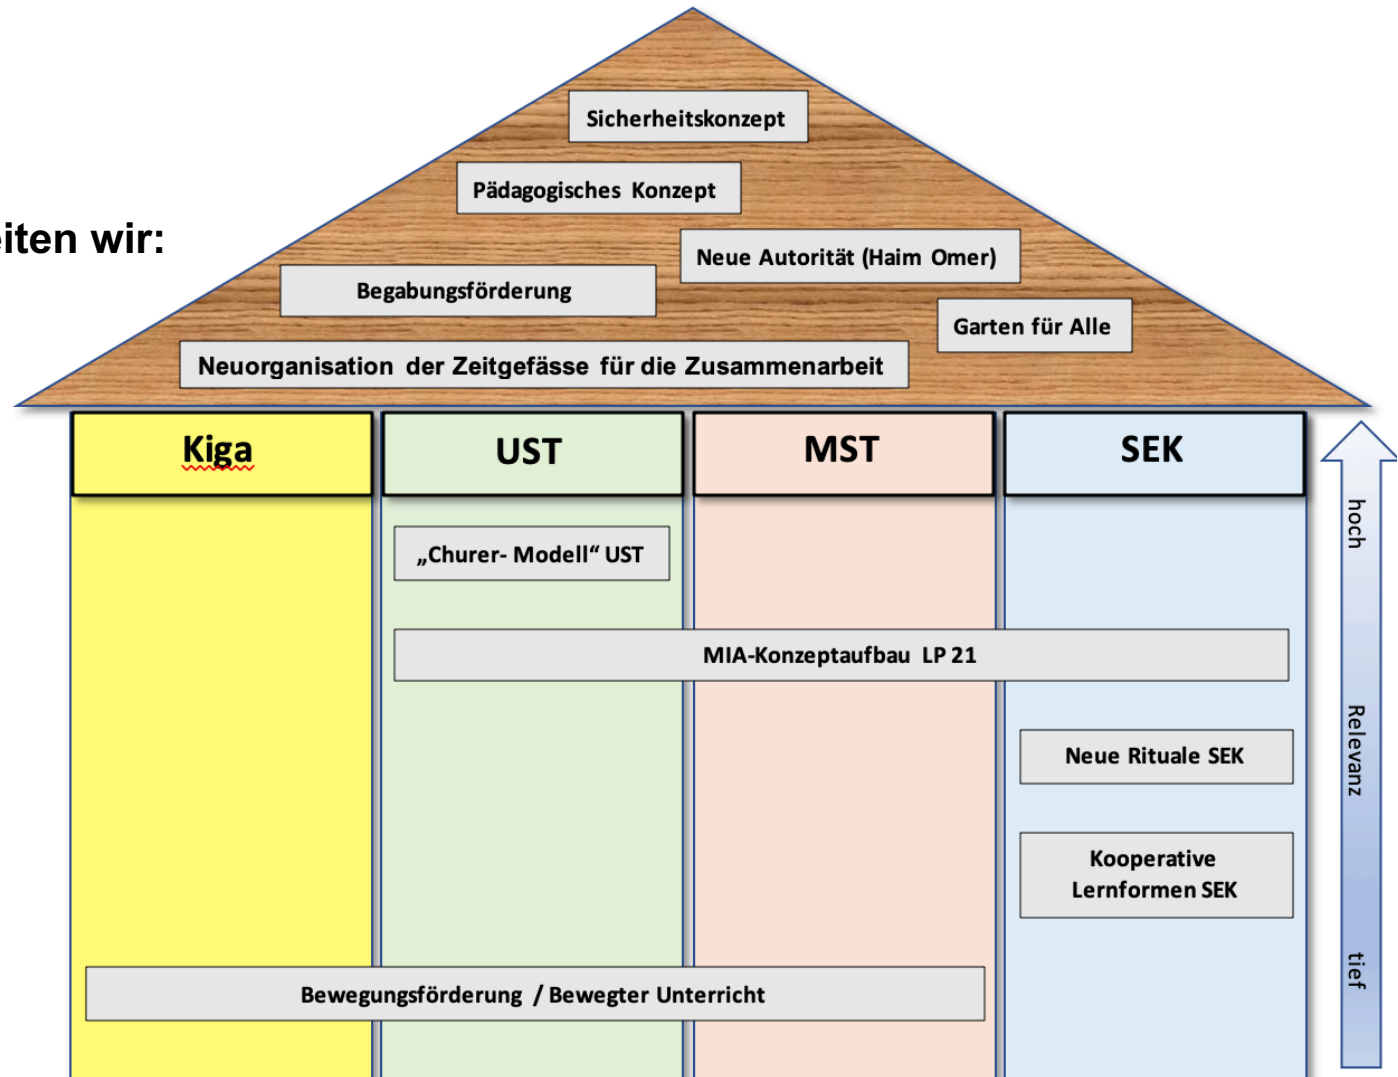 Sicherheitskonzept
Pädagogisches Konzept
eiten wir:
Neue Autorität (Haim Omer)
Begabungsförderung
Garten für Alle
Neuorganisation der Zeitgefässe für die Zusammenarbeit
Kiga
UST
MST
SEK
„Churer- Modell“ UST
MIA-Konzeptaufbau LP 21
Neue Rituale SEK
Kooperative
Lernformen SEK
Bewegungsförderung / Bewegter Unterricht
hoch
Relevanz
tief